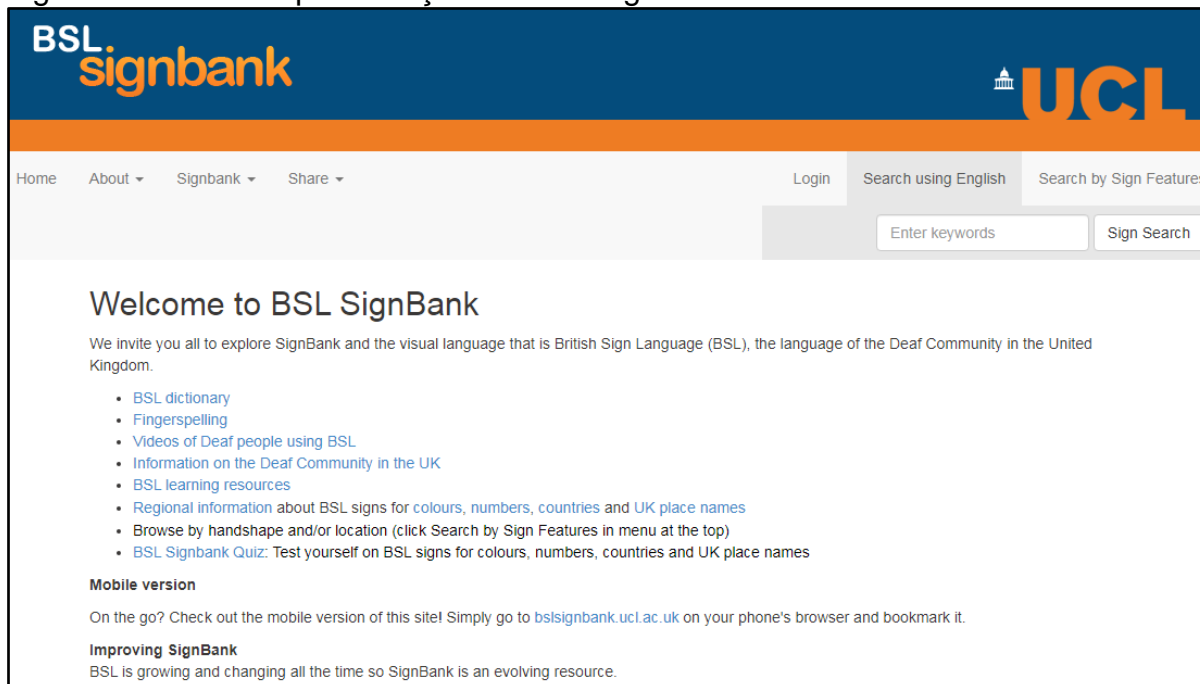 BSL
signbank
UCL
Home About Signbank Share Login Search using English Search by Sign Features
Enter keywords Sign Search
Welcome to BSL SignBank
We invite you all to explore SignBank and the visual language that is British Sign Language (BSL), the language of the Deaf Community in the United
Kingdom.
• BSL dictionary
• Fingerspelling
• Videos of Deaf people using BSL
• Information on the Deaf Community in the UK
• BSL learning resources
• Regional information about BSL signs for colours, numbers, countries and UK place names
• Browse by handshape and/or location (click Search by Sign Features in menu at the top)
• BSL Signbank Quiz: Test yourself on BSL signs for colours, numbers, countries and UK place names
Mobile version
On the go? Check out the mobile version of this site! Simply go to bslsignbank.ucl.ac.uk on your phone's browser and bookmark it.
Improving SignBank
BSL is growing and changing all the time so SignBank is an evolving resource.